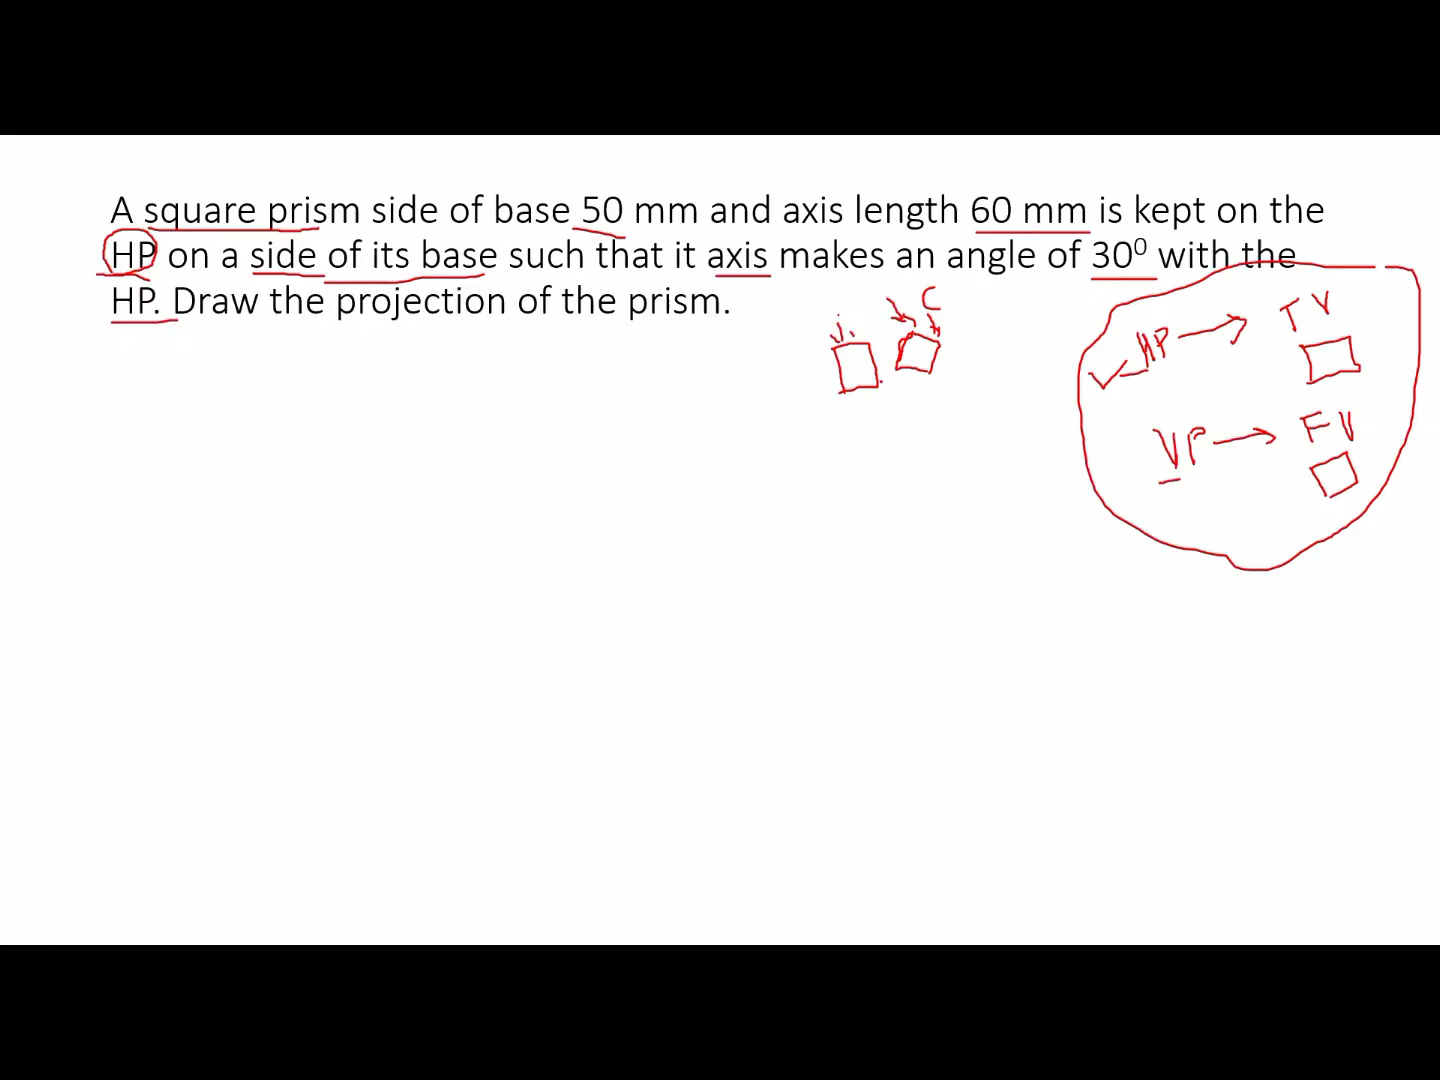 A square prism side of base 50 mm and axis length 60 mm is kept on the
HP on a side of its base such that it axis makes an angle of 30⁰ with the
HP. Draw the projection of the prism.
C
HP → TV
VP → FV